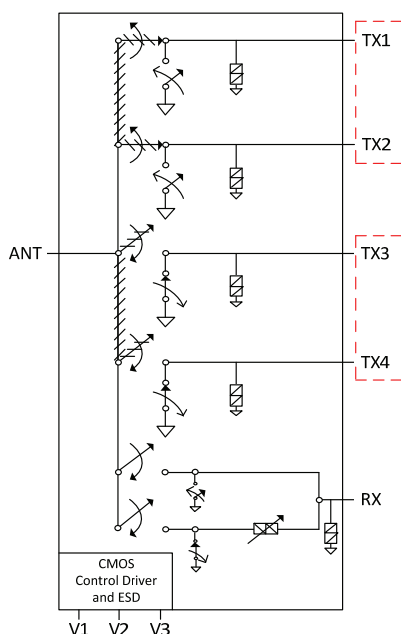 TX1
TX2
ANT
TX3
TX4
RX
CMOS
Control Driver
and ESD
V1 V2 V3